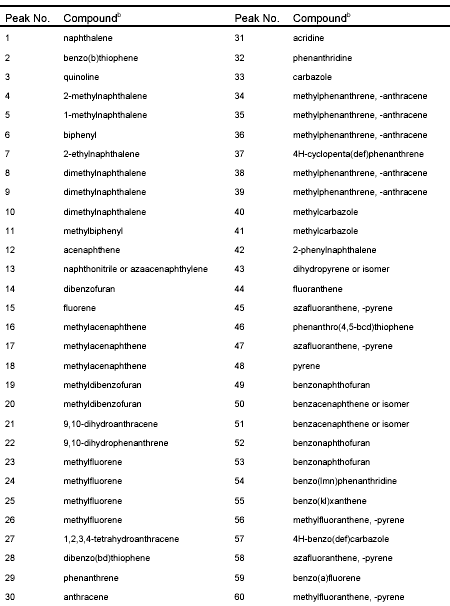 Peak No. Compoundb Peak No. Compoundb
1 naphthalene 31 acridine
2 benzo(b)thiophene 32 phenanthridine
3 quinoline 33 carbazole
4 2-methylnaphthalene 34 methylphenanthrene, -anthracene
5 1-methylnaphthalene 35 methylphenanthrene, -anthracene
6 biphenyl 36 methylphenanthrene, -anthracene
7 2-ethylnaphthalene 37 4H-cyclopenta(def)phenanthrene
8 dimethylnaphthalene 38 methylphenanthrene, -anthracene
9 dimethylnaphthalene 39 methylphenanthrene, -anthracene
10 dimethylnaphthalene 40 methylcarbazole
11 methylbiphenyl 41 methylcarbazole
12 acenaphthene 42 2-phenylnaphthalene
13 naphthonitrile or azaacenaphthylene 43 dihydropyrene or isomer
14 dibenzofuran 44 fluoranthene
15 fluorene 45 azafluoranthene, -pyrene
16 methylacenaphthene 46 phenanthro(4,5-bcd)thiophene
17 methylacenaphthene 47 azafluoranthene, -pyrene
18 methylacenaphthene 48 pyrene
19 methyldibenzofuran 49 benzonaphthofuran
20 methyldibenzofuran 50 benzacenaphthene or isomer
21 9,10-dihydroanthracene 51 benzacenaphthene or isomer
22 9,10-dihydrophenanthrene 52 benzonaphthofuran
23 methylfluorene 53 benzonaphthofuran
24 methylfluorene 54 benzo(lmn)phenanthridine
25 methylfluorene 55 benzo(kl)xanthene
26 methylfluorene 56 methylfluoranthene, -pyrene
27 1,2,3,4-tetrahydroanthracene 57 4H-benzo(def)carbazole
28 dibenzo(bd)thiophene 58 azafluoranthene, -pyrene
29 phenanthrene 59 benzo(a)fluorene
30 anthracene 60 methylfluoranthene, -pyrene